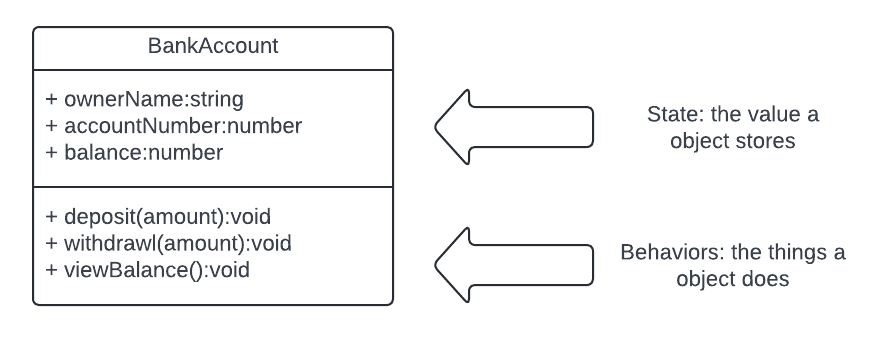 BankAccount
+ ownerName:string
+ accountNumber:number
+ balance:number
State: the value a
object stores
+ deposit(amount):void
+ withdrawl(amount):void
+ viewBalance():void
Behaviors: the things a
object does